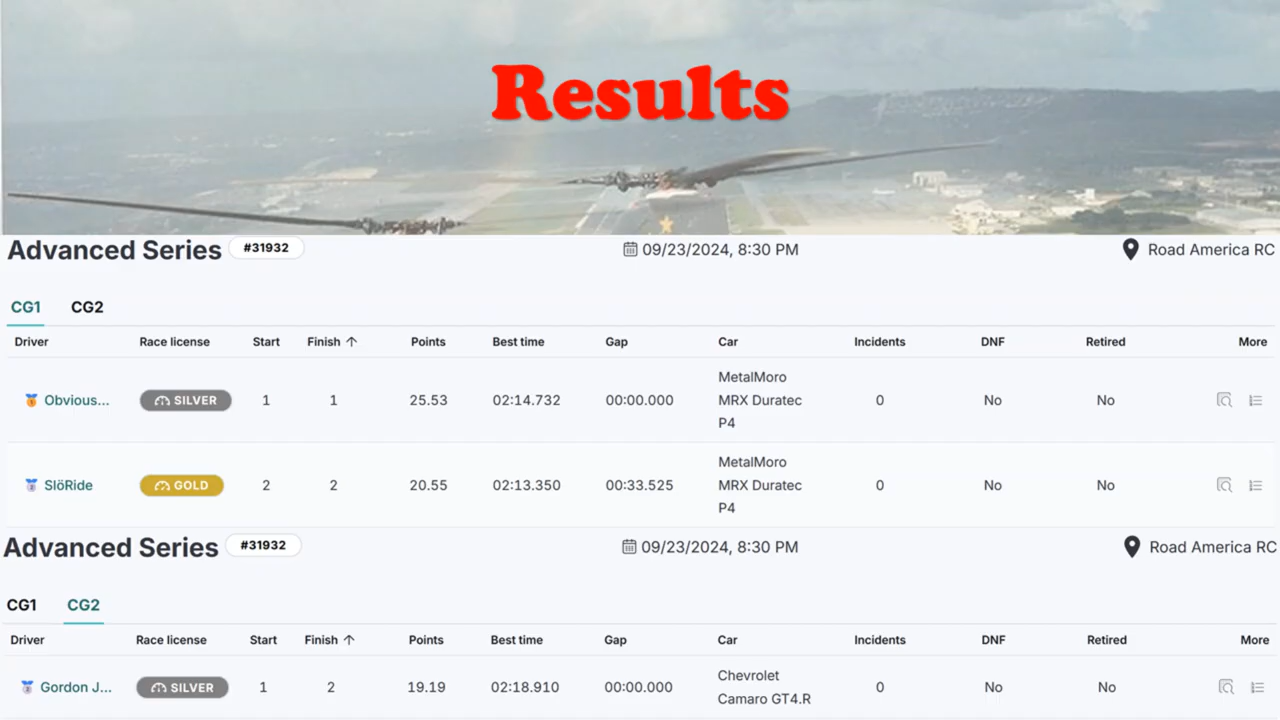 Results
Advanced Series #31932 09/23/2024, 8:30 PM Road America RC
CG1 CG2
Driver Race license Start Finish ↑ Points Best time Gap Car Incidents DNF Retired More
MetalMoro
Obvious... SILVER 1 1 25.53 02:14.732 00:00.000 MRX Duratec 0 No No
P4
MetalMoro
SlöRide GOLD 2 2 20.55 02:13.350 00:33.525 MRX Duratec 0 No No
P4
Advanced Series #31932 09/23/2024, 8:30 PM Road America RC
CG1 CG2
Driver Race license Start Finish ↑ Points Best time Gap Car Incidents DNF Retired More
Chevrolet
Gordon J... SILVER 1 2 19.19 02:18.910 00:00.000 0 No No
Camaro GT4.R